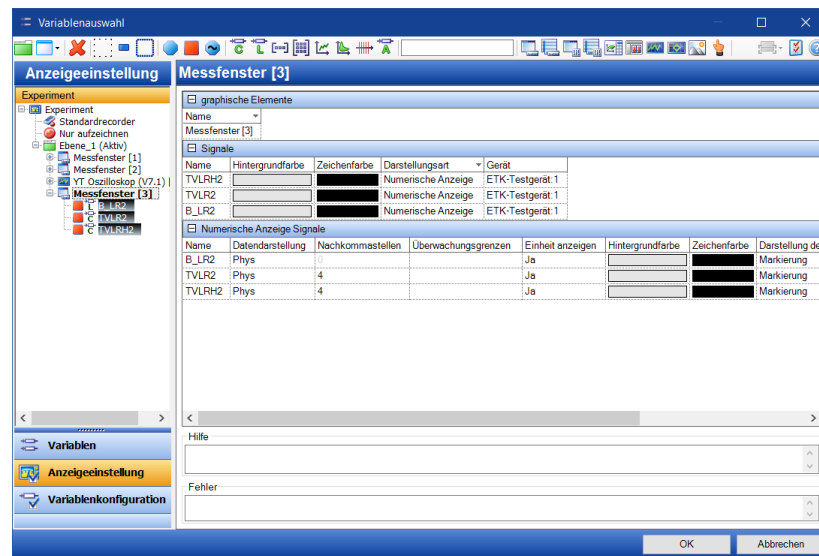 Variablenauswahl
Anzeigeeinstellung
Messfenster [3]
Experiment
Experiment
Standardrecorder
Nur aufzeichnen
Ebene_1 (Aktiv)
Messfenster [1]
Messfenster [2]
YT Oszilloskop (V7.1) [
Messfenster [3]
B_LR2
TVLR2
TVLRH2
graphische Elemente
Name
Messfenster [3]
Signale
Name Hintergrundfarbe Zeichenfarbe Darstellungsart Gerät
TVLRH2 Numerische Anzeige ETK-Testgerät:1
TVLR2 Numerische Anzeige ETK-Testgerät:1
B_LR2 Numerische Anzeige ETK-Testgerät:1
Numerische Anzeige Signale
Name Datendarstellung Nachkommastellen Überwachungsgrenzen Einheit anzeigen Hintergrundfarbe Zeichenfarbe Darstellung de
B_LR2 Phys 0 Ja Markierung
TVLR2 Phys 4 Ja Markierung
TVLRH2 Phys 4 Ja Markierung
Variablen
Anzeigeeinstellung
Variablenkonfiguration
Hilfe
Fehler
OK Abbrechen